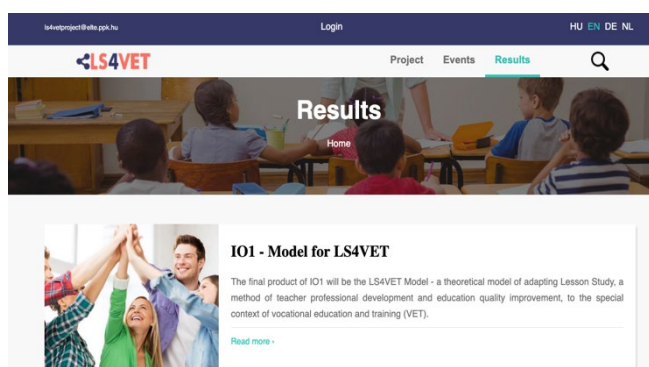 ls4vetproject@elte.ppk.hu
Login
HU EN DE NL
LS4VET
Project Events Results
Results
Home
IO1 - Model for LS4VET
The final product of IO1 will be the LS4VET Model - a theoretical model of adapting Lesson Study, a
method of teacher professional development and education quality improvement, to the special
context of vocational education and training (VET).
Read more ›